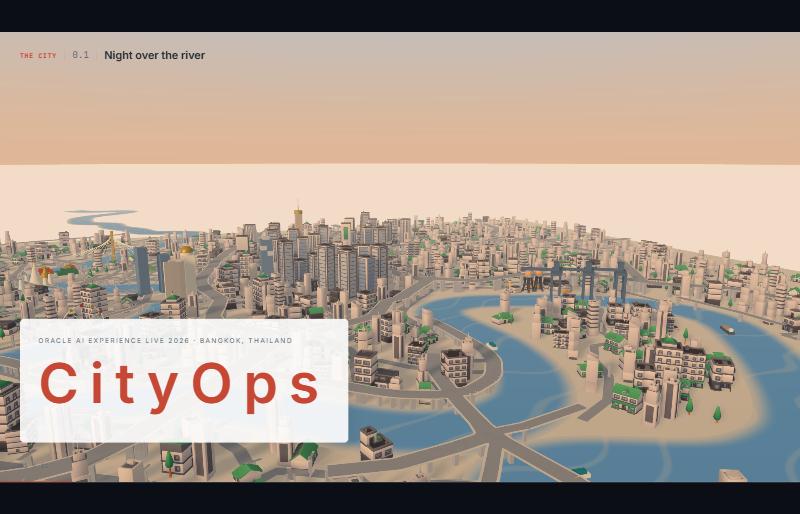 THE CITY 0.1 Night over the river
ORACLE AI EXPERIENCE LIVE 2026 · BANGKOK, THAILAND
CityOps